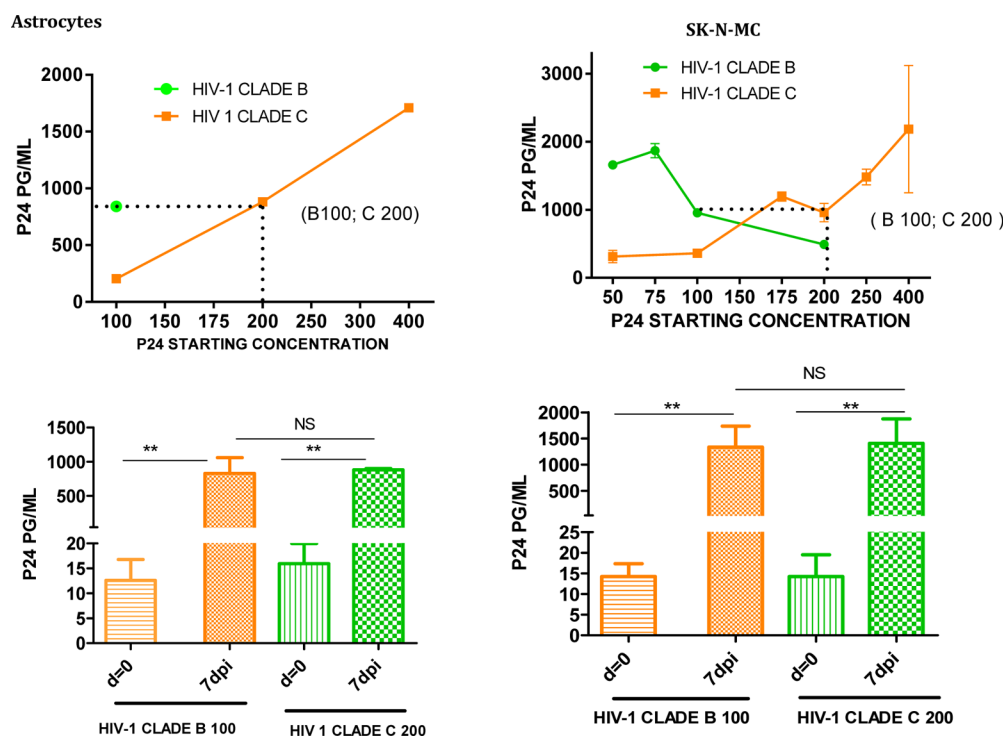 Astrocytes
2000
1500
1000
500
0
P24 PG/ML
HIV-1 CLADE B
HIV 1 CLADE C
(B100; C 200)
100 150 175 200 250 300 400
P24 STARTING CONCENTRATION
SK-N-MC
3000
2000
1000
0
P24 PG/ML
HIV-1 CLADE B
HIV-1 CLADE C
( B 100; C 200 )
50 75 100 150 175 200 250 400
P24 STARTING CONCENTRATION
1500
1000
500
20
15
10
5
0
P24 PG/ML
NS
** **
d=0 7dpi d=0 7dpi
HIV-1 CLADE B 100 HIV 1 CLADE C 200
2000
1500
1000
500
25
20
15
10
5
0
P24 PG/ML
NS
** **
d=0 7dpi d=0 7dpi
HIV-1 CLADE B 100 HIV-1 CLADE C 200